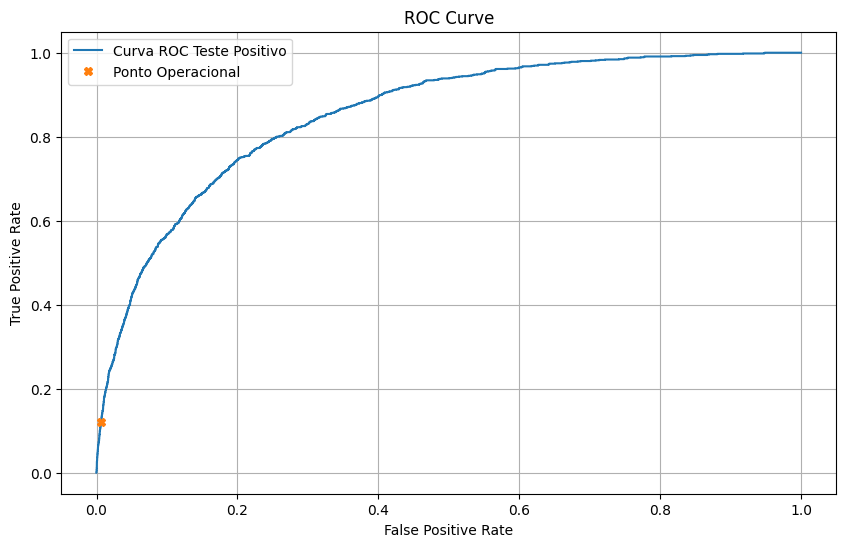 ROC Curve
Curva ROC Teste Positivo
Ponto Operacional
True Positive Rate
1.0
0.8
0.6
0.4
0.2
0.0
0.0 0.2 0.4 0.6 0.8 1.0
False Positive Rate